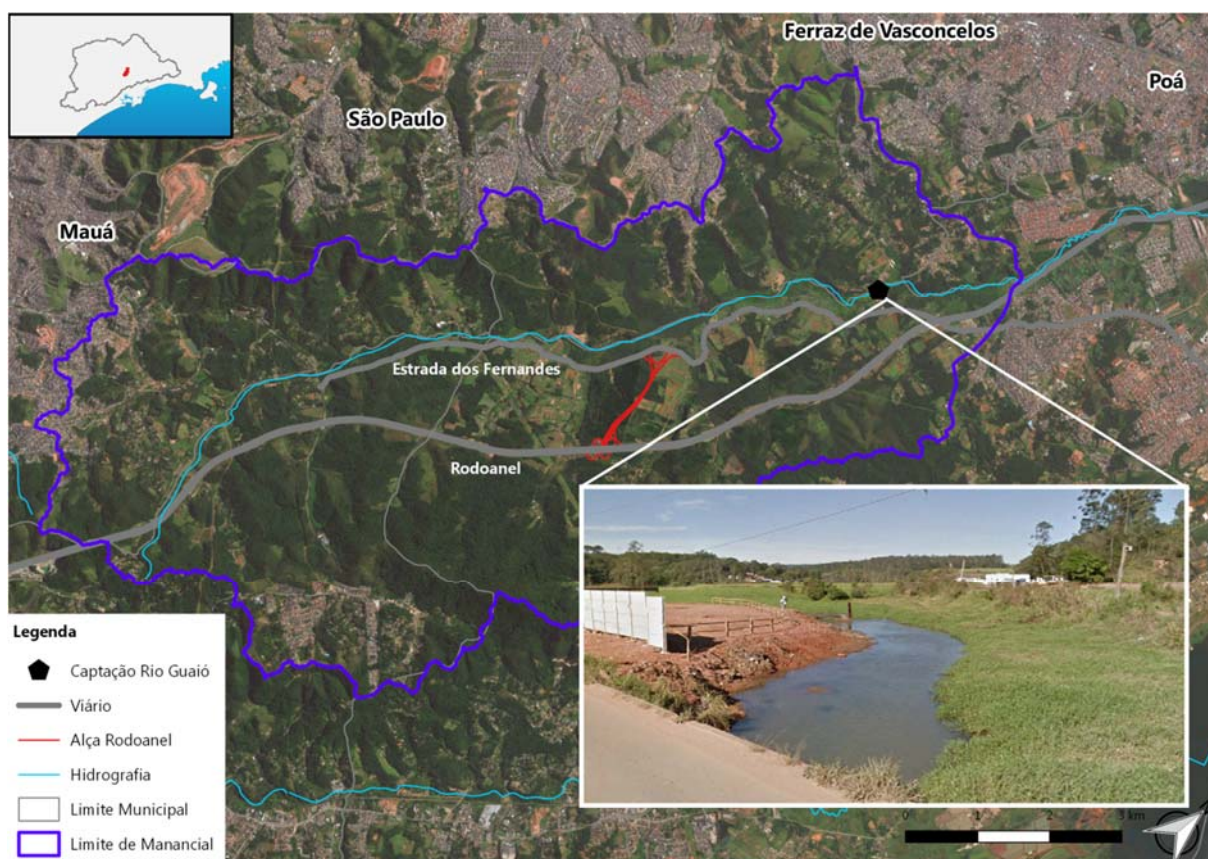 Ferraz de Vasconcelos
Poá
São Paulo
Mauá
Estrada dos Fernandes
Rodoanel
Legenda
Captação Rio Guaió
Viário
Alça Rodoanel
Hidrografia
Limite Municipal
Limite de Manancial
0 1 2 3 km